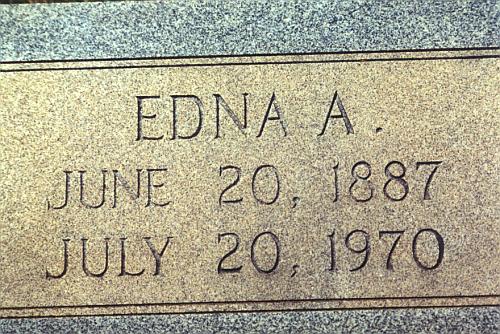 EDNA A.
JUNE 20, 1887
JULY 20, 1970